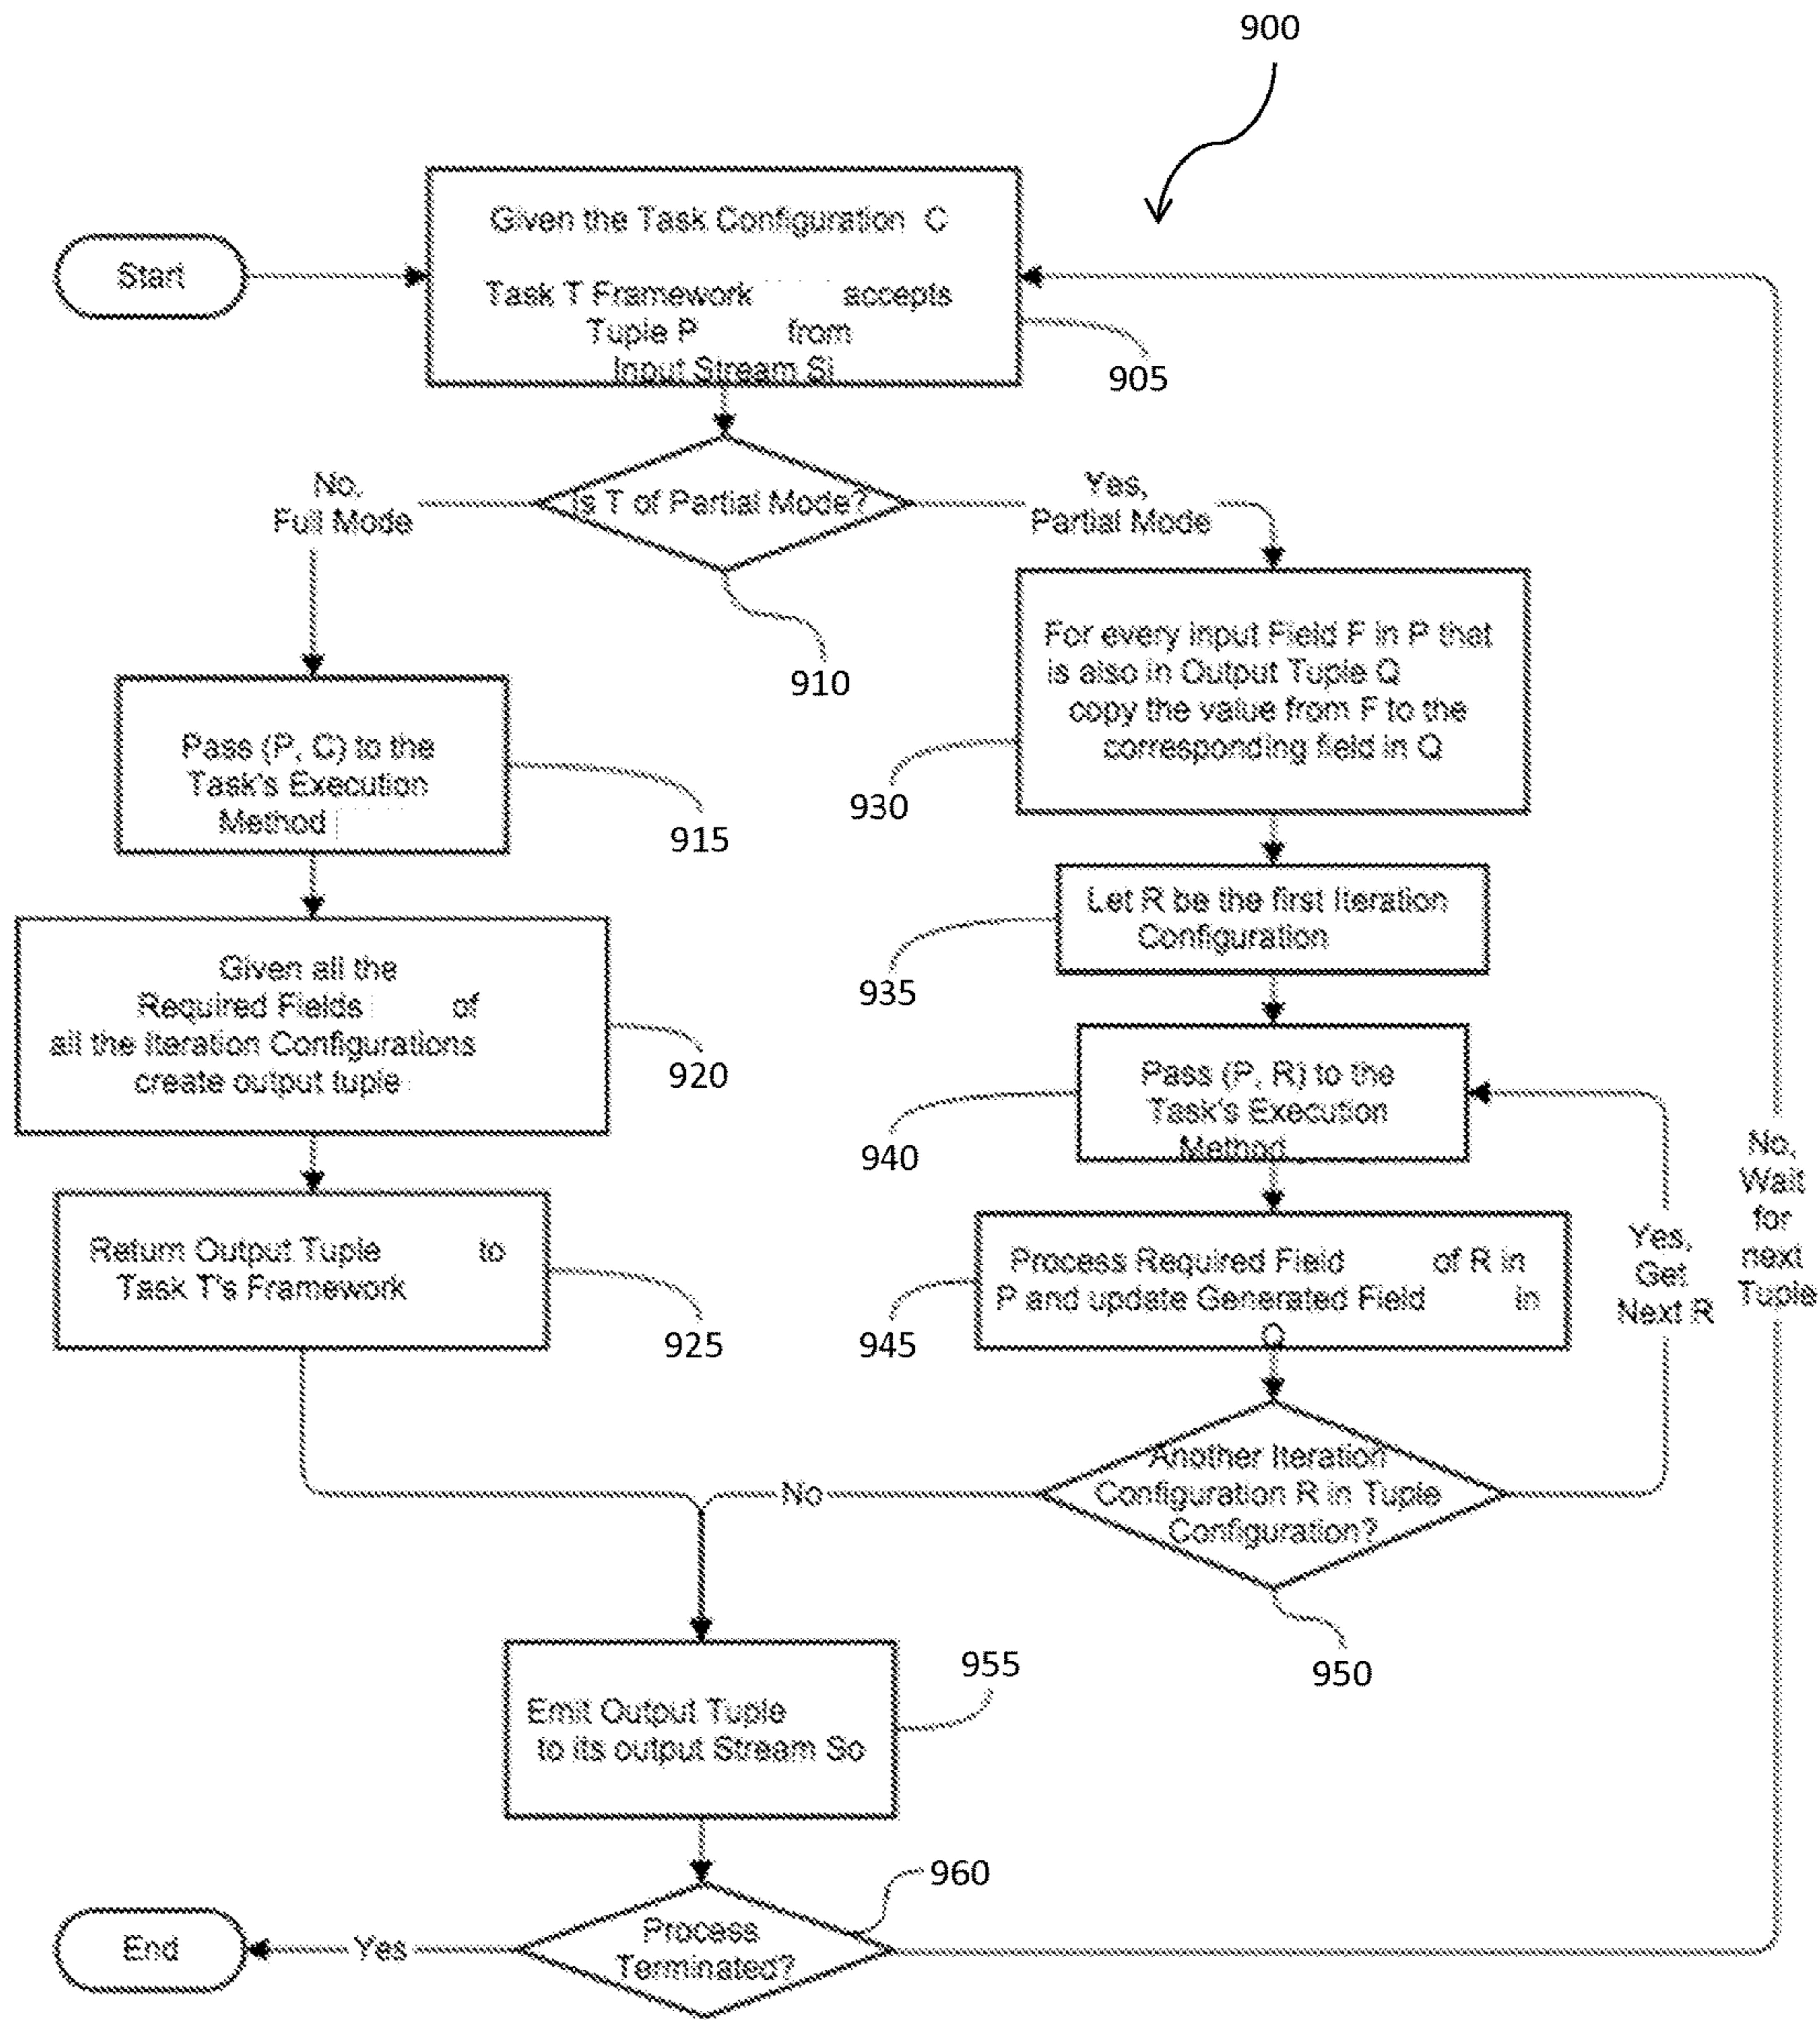 900
Start
Given the Task Configuration C
Task T Framework accepts
Tuple P from
Input Stream Si
905
Is T of Partial Mode?
910
No,
Full Mode
Yes,
Partial Mode
Pass (P, C) to the
Task's Execution
Method
915
For every input Field F in P that
is also in Output Tuple Q
copy the value from F to the
corresponding field in Q
930
Given all the
Required Fields of
all the Iteration Configurations
create output tuple
920
Let R be the first Iteration
Configuration
935
Pass (P, R) to the
Task's Execution
Method
940
Return Output Tuple to
Task T's Framework
925
Process Required Field of R in
P and update Generated Field in
Q
945
Yes,
Get
Next R
No,
Wait
for
next
Tuple
Another Iteration
Configuration R in Tuple
Configuration?
950
No
Emit Output Tuple
to its output Stream So
955
Process
Terminated?
960
Yes
End